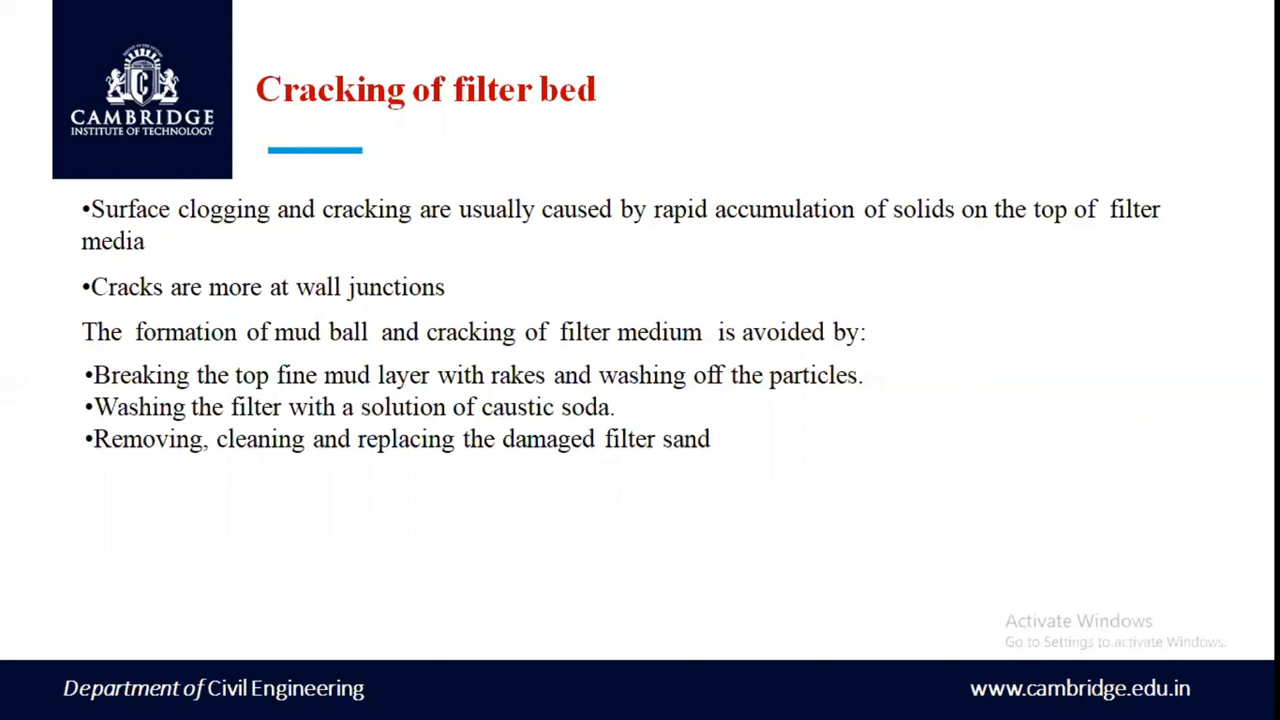 CAMBRIDGE
INSTITUTE OF TECHNOLOGY
Cracking of filter bed
•Surface clogging and cracking are usually caused by rapid accumulation of solids on the top of filter
media
•Cracks are more at wall junctions
The formation of mud ball and cracking of filter medium is avoided by:
•Breaking the top fine mud layer with rakes and washing off the particles.
•Washing the filter with a solution of caustic soda.
•Removing, cleaning and replacing the damaged filter sand
Activate Windows
Go to Settings to activate Windows.
Department of Civil Engineering
www.cambridge.edu.in